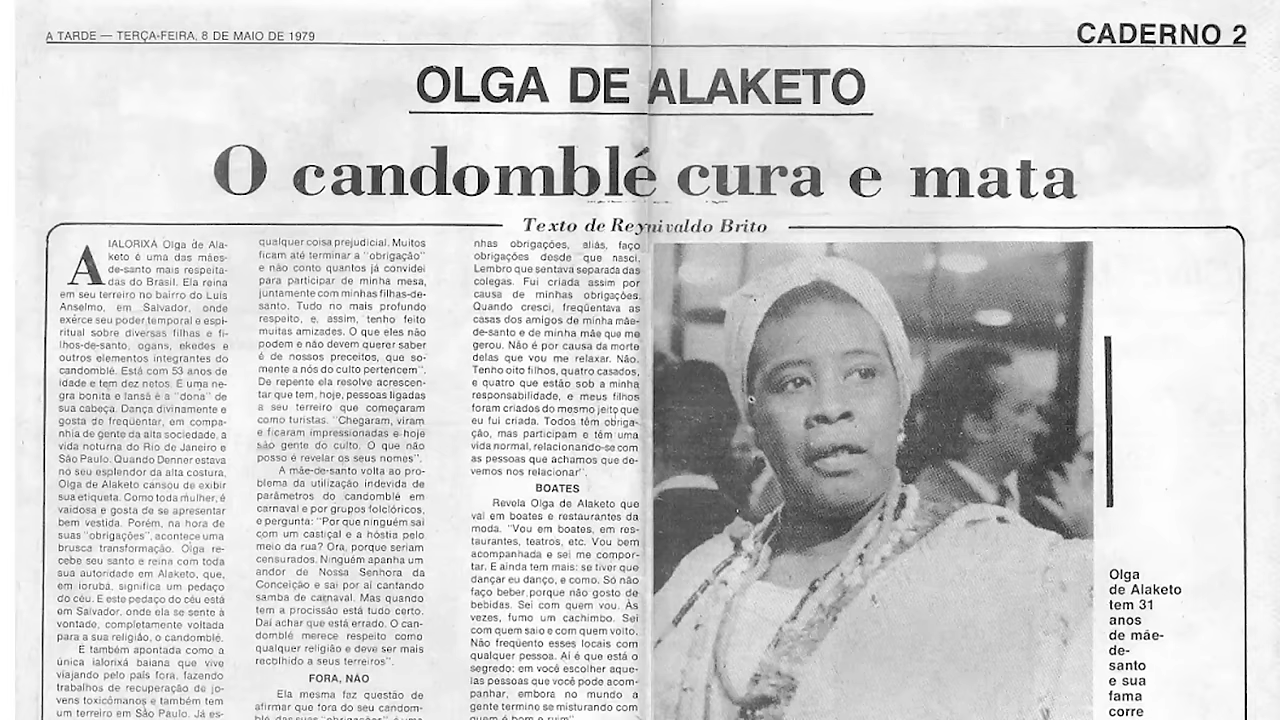 A TARDE — TERÇA-FEIRA, 8 DE MAIO DE 1979
CADERNO 2
OLGA DE ALAKETO
O candomblé cura e mata
Texto de Reynivaldo Brito
A IALORIXÁ Olga de Ala-
keto é uma das mães-
de-santo mais respeita-
das do Brasil. Ela reina
em seu terreiro no bairro do Luís
Anselmo, em Salvador, onde
exerce seu poder temporal e espi-
ritual sobre diversas filhas e fi-
lhos-de-santo, ogans, ekedes e
outros elementos integrantes do
candomblé. Está com 53 anos de
idade e tem dez netos. É uma ne-
gra bonita e Iansã é a "dona" de
sua cabeça. Dança divinamente e
gosta de freqüentar, em compa-
nhia de gente da alta sociedade, a
vida noturna do Rio de Janeiro e
São Paulo. Quando Denner estava
no seu esplendor da alta costura,
Olga de Alaketo cansou de exibir
sua etiqueta. Como toda mulher, é
vaidosa e gosta de se apresentar
bem vestida. Porém, na hora de
suas "obrigações", acontece uma
brusca transformação. Olga re-
cebe seu santo e reina com toda
sua autoridade em Alaketo, que,
em ioruba, significa um pedaço
do céu. E este pedaço do céu está
em Salvador, onde ela se sente à
vontade, completamente voltada
para a sua religião, o candomblé.
É também apontada como a
única ialorixá baiana que vive
viajando pelo país fora, fazendo
trabalhos de recuperação de jo-
vens toxicômanos e também tem
um terreiro em São Paulo. Já es-
qualquer coisa prejudicial. Muitos
ficam até terminar a "obrigação"
e não conto quantos já convidei
para participar de minha mesa,
juntamente com minhas filhas-de-
santo. Tudo no mais profundo
respeito, e, assim, tenho feito
muitas amizades. O que eles não
podem e não devem querer saber
é de nossos preceitos, que so-
mente a nós do culto pertencem".
De repente ela resolve acrescen-
tar que tem, hoje, pessoas ligadas
a seu terreiro que começaram
como turistas. "Chegaram, viram
e ficaram impressionadas e hoje
são gente do culto. O que não
posso é revelar os seus nomes".
A mãe-de-santo volta ao pro-
blema da utilização indevida de
parâmetros do candomblé em
carnaval e por grupos folclóricos,
e pergunta: "Por que ninguém sai
com um castiçal e a hóstia pelo
meio da rua? Ora, porque seriam
censurados. Ninguém apanha um
andor de Nossa Senhora da
Conceição e sai por aí cantando
samba de carnaval. Mas quando
tem a procissão está tudo certo.
Daí achar que está errado. O can-
domblé merece respeito como
qualquer religião e deve ser mais
recolhido a seus terreiros".
FORA, NÃO
Ela mesma faz questão de
afirmar que fora do seu candom-
blé, das suas "obrigações", é uma
nhas obrigações, aliás, faço
obrigações desde que nasci.
Lembro que sentava separada das
colegas. Fui criada assim por
causa de minhas obrigações.
Quando cresci, freqüentava as
casas dos amigos de minha mãe-
de-santo e de minha mãe que me
gerou. Não é por causa da morte
delas que vou me relaxar. Não.
Tenho oito filhos, quatro casados,
e quatro que estão sob a minha
responsabilidade, e meus filhos
foram criados do mesmo jeito que
eu fui criada. Todos têm obriga-
ção, mas participam e têm uma
vida normal, relacionando-se com
as pessoas que achamos que de-
vemos nos relacionar".
BOATES
Revela Olga de Alaketo que
vai em boates e restaurantes da
moda. "Vou em boates, em res-
taurantes, teatros, etc. Vou bem
acompanhada e sei me compor-
tar. E ainda tem mais: se tiver que
dançar eu danço, e como. Só não
faço beber porque não gosto de
bebidas. Sei com quem vou. Às
vezes, fumo um cachimbo. Sei
com quem saio e com quem volto.
Não freqüento esses locais com
qualquer pessoa. Aí é que está o
segredo: em você escolher aque-
las pessoas que você pode acom-
panhar, embora no mundo a
gente termine se misturando com
quem é bom e ruim".
Olga
de Alaketo
tem 31
anos
de mãe-
de-
santo
e sua
fama
corre